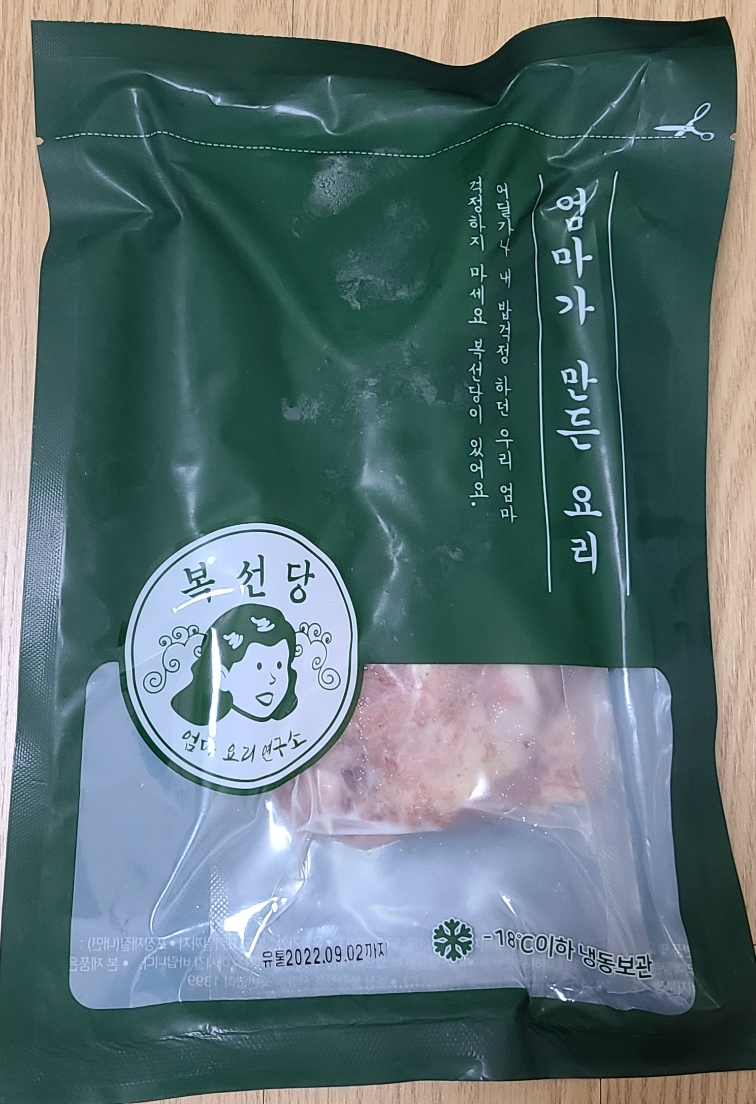 엄마가 만든 요리
오딜가나 내 밥걱정 하던 우리 엄마
걱정하지 마세요 복선당이 있어요.
복선당
엄마 요리 연구소
유통2022.09.02까지
-18°C이하 냉동보관